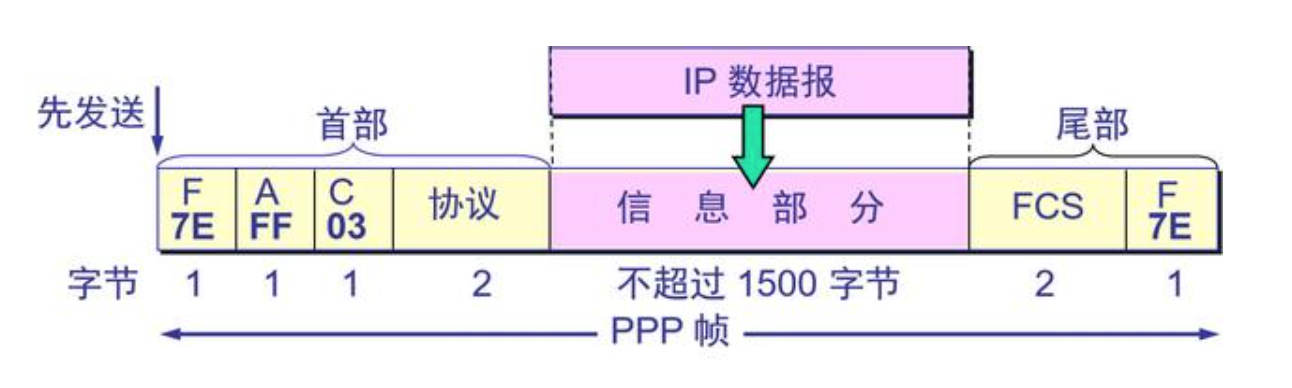 IP 数据报
先发送
首部
尾部
F A C 协议 信 息 部 分 FCS F
7E FF 03 7E
字节 1 1 1 2 不超过 1500 字节 2 1
PPP 帧